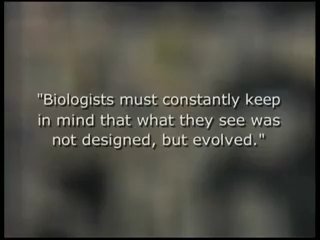 "Biologists must constantly keep
in mind that what they see was
not designed, but evolved."